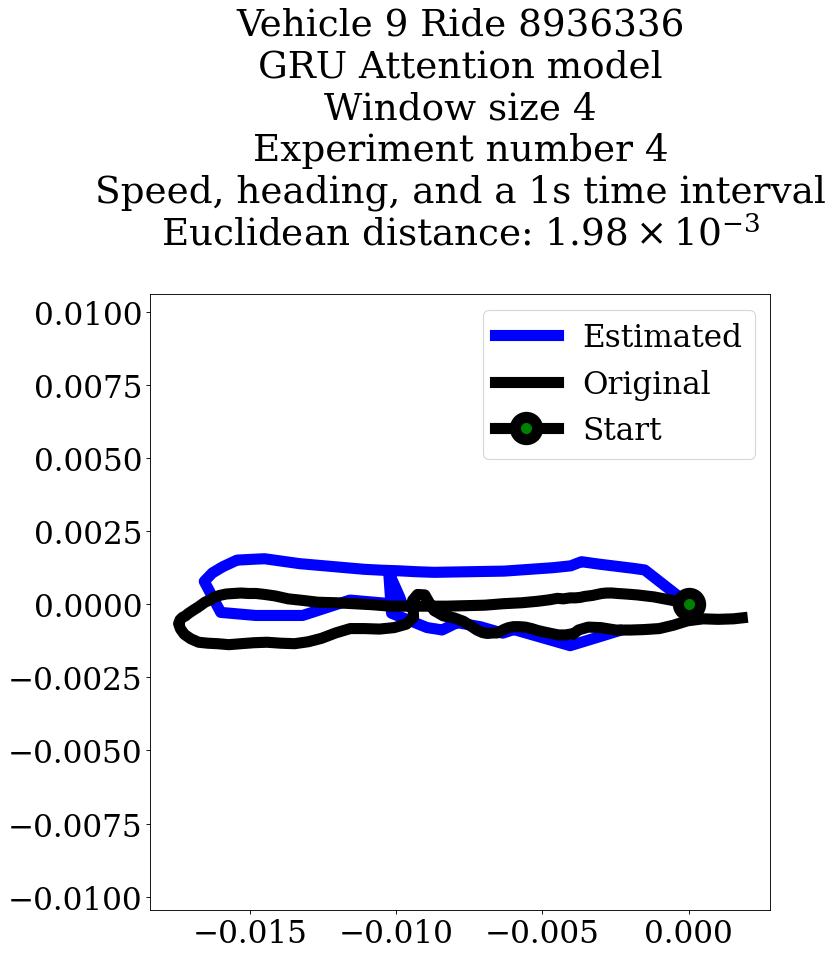 Vehicle 9 Ride 8936336
GRU Attention model
Window size 4
Experiment number 4
Speed, heading, and a 1s time interval
Euclidean distance: 1.98 × 10⁻³
Estimated
Original
Start
0.0100
0.0075
0.0050
0.0025
0.0000
−0.0025
−0.0050
−0.0075
−0.0100
−0.015 −0.010 −0.005 0.000